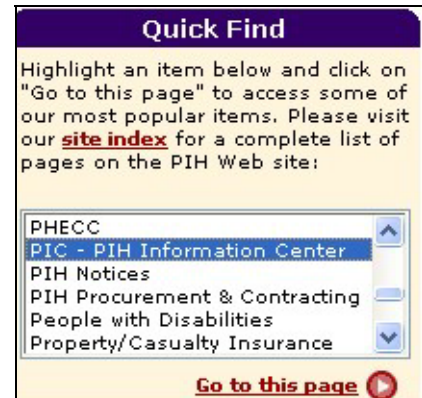 Quick Find
Highlight an item below and click on
"Go to this page" to access some of
our most popular items. Please visit
our site index for a complete list of
pages on the PIH Web site:
PHECC
PIC - PIH Information Center
PIH Notices
PIH Procurement & Contracting
People with Disabilities
Property/Casualty Insurance
Go to this page